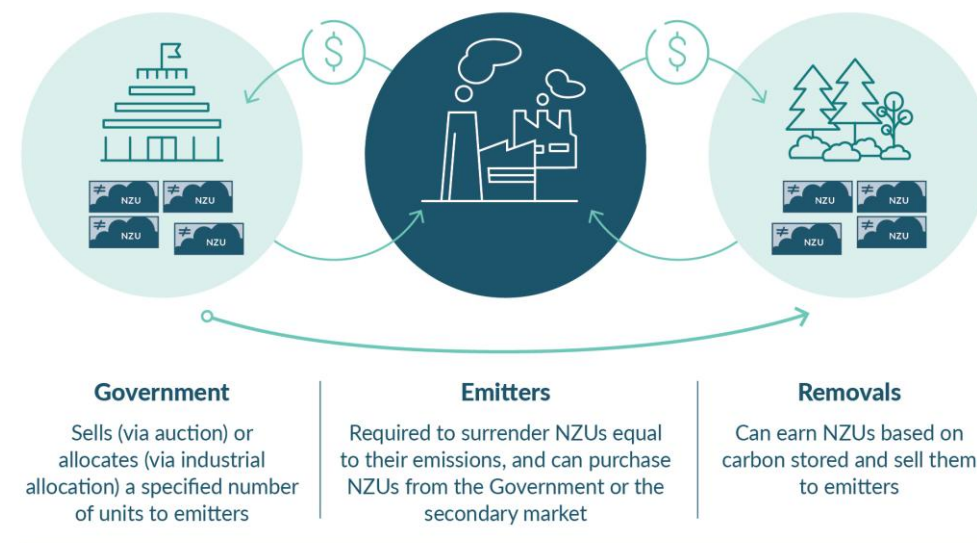 $
$
≠ NZU
≠ NZU
≠ NZU
≠ NZU
≠ NZU
≠ NZU
≠ NZU
≠ NZU
Government
Sells (via auction) or
allocates (via industrial
allocation) a specified number
of units to emitters
Emitters
Required to surrender NZUs equal
to their emissions, and can purchase
NZUs from the Government or the
secondary market
Removals
Can earn NZUs based on
carbon stored and sell them
to emitters